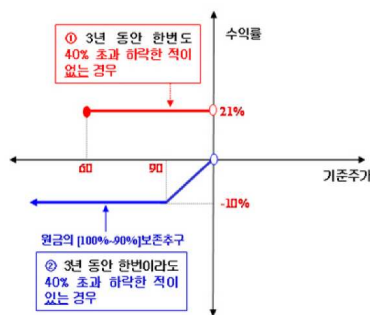 ① 3년 동안 한번도
40% 초과 하락한 적이
없는 경우
수익률
21%
60
90
기준주가
-10%
원금의 [100%~90%]보존추구
② 3년 동안 한번이라도
40% 초과 하락한 적이
있는 경우